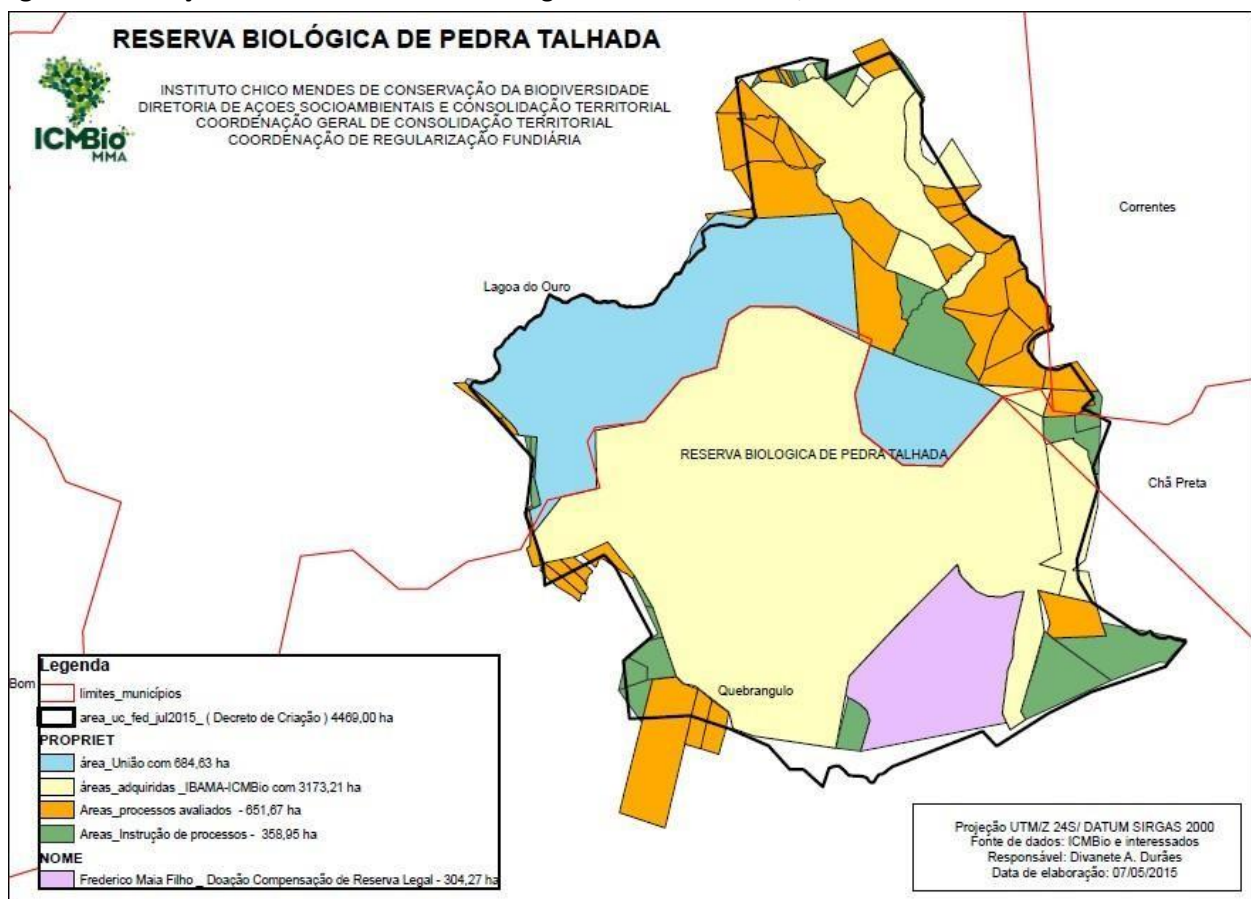 RESERVA BIOLÓGICA DE PEDRA TALHADA
ICMBio
MMA
INSTITUTO CHICO MENDES DE CONSERVAÇÃO DA BIODIVERSIDADE
DIRETORIA DE AÇOES SOCIOAMBIENTAIS E CONSOLIDAÇÃO TERRITORIAL
COORDENAÇÃO GERAL DE CONSOLIDAÇÃO TERRITORIAL
COORDENAÇÃO DE REGULARIZAÇÃO FUNDIÁRIA
Correntes
Lagoa do Ouro
RESERVA BIOLOGICA DE PEDRA TALHADA
Chã Preta
Quebrangulo
Bom
Legenda
limites_municípios
area_uc_fed_jul2015_ ( Decreto de Criação ) 4469,00 ha
PROPRIET
área_União com 684,63 ha
áreas_adquiridas _IBAMA-ICMBio com 3173,21 ha
Areas_processos avaliados - 651,67 ha
Areas_Instrução de processos - 358,95 ha
NOME
Frederico Maia Filho _ Doação Compensação de Reserva Legal - 304,27 ha
Projeção UTM/Z 24S/ DATUM SIRGAS 2000
Fonte de dados: ICMBio e interessados
Responsável: Divanete A. Durães
Data de elaboração: 07/05/2015